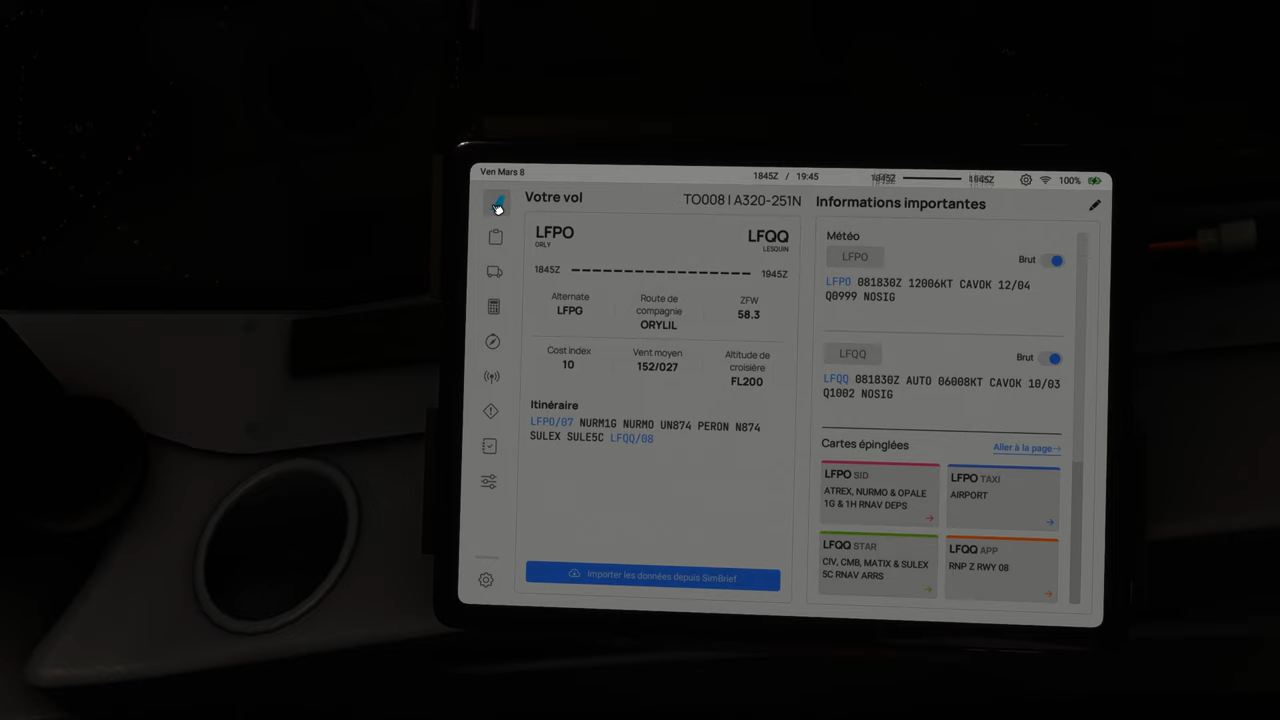 Ven Mars 8
1845Z / 19:45
1845Z
1945Z
100%
Votre vol
TO008 | A320-251N
LFPO
ORLY
LFQQ
LESQUIN
1845Z
1945Z
Alternate
LFPG
Route de
compagnie
ORYLIL
ZFW
58.3
Cost Index
10
Vent moyen
152/027
Altitude de
croisière
FL200
Itinéraire
LFPO/07 NURM1G NURMO UN874 PERON N874
SULEX SULE5C LFQQ/08
Importer les données depuis SimBrief
Informations importantes
Météo
LFPO
Brut
LFPO 081830Z 12006KT CAVOK 12/04
Q0999 NOSIG
LFQQ
Brut
LFQQ 081830Z AUTO 06008KT CAVOK 10/03
Q1002 NOSIG
Cartes épinglées
Aller à la page
LFPO SID
ATREX, NURMO & OPALE
1G & 1H RNAV DEPS
LFPO TAXI
AIRPORT
LFQQ STAR
CIV, CMB, MATIX & SULEX
5C RNAV ARRS
LFQQ APP
RNP Z RWY 08